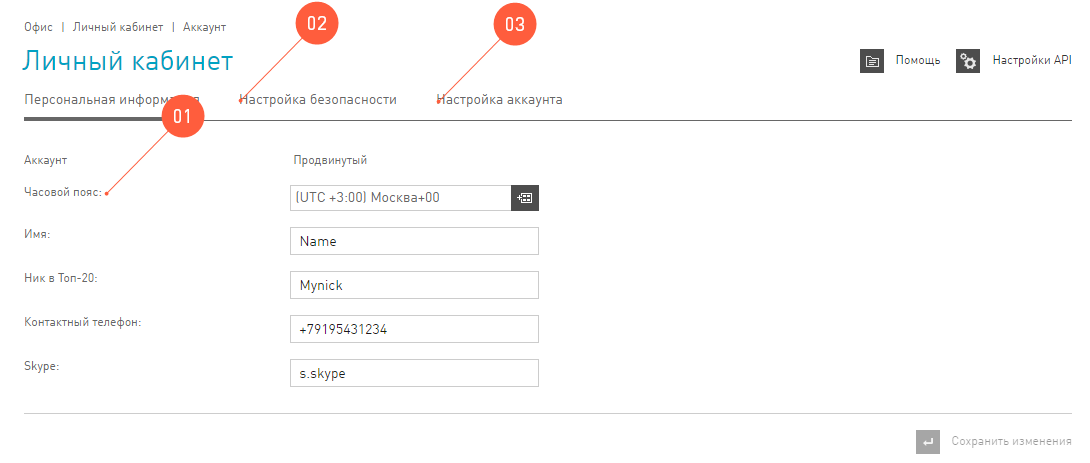 02
03
Офис | Личный кабинет | Аккаунт
Личный кабинет
Помощь
Настройки API
Персональная информация
Настройка безопасности
Настройка аккаунта
01
Аккаунт
Продвинутый
Часовой пояс:
(UTC +3:00) Москва+00
Имя:
Name
Ник в Топ-20:
Mynick
Контактный телефон:
+79195431234
Skype:
s.skype
Сохранить изменения